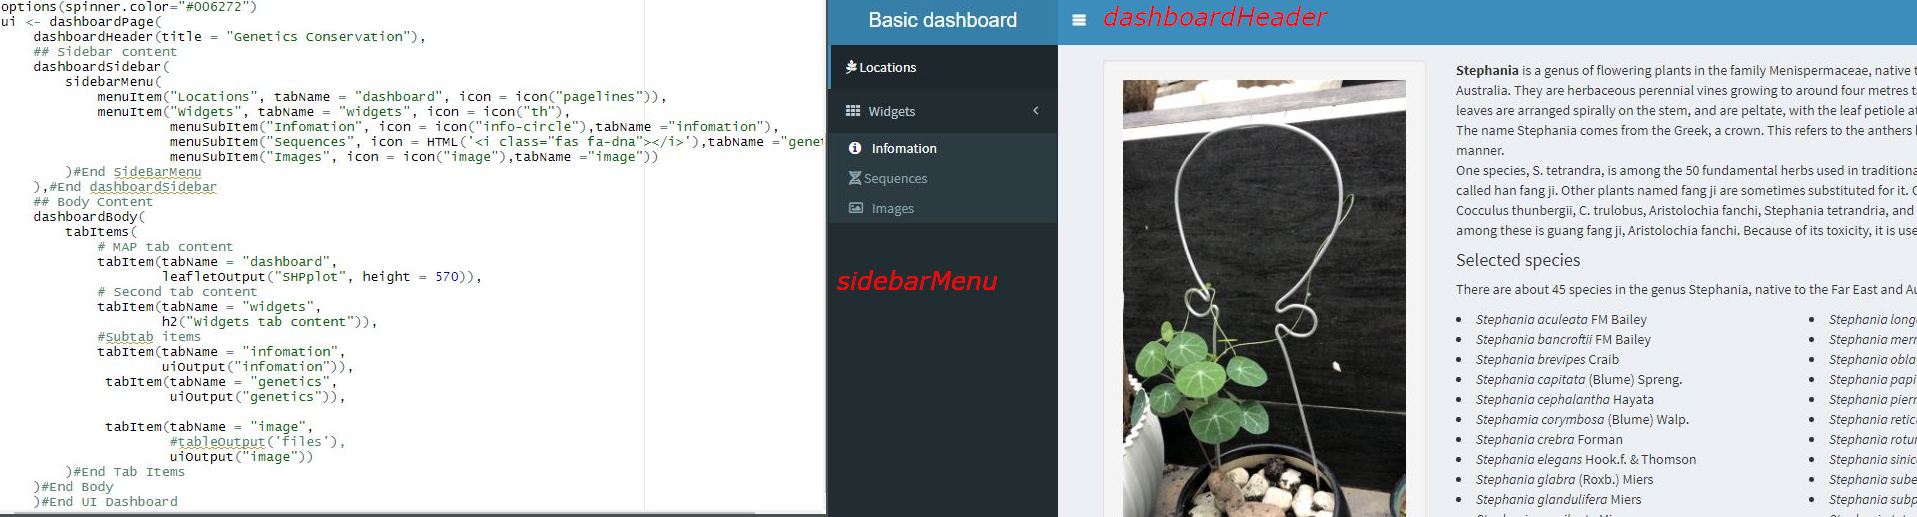 options(spinner.color="#006272")
ui <- dashboardPage(
dashboardHeader(title = "Genetics Conservation"),
## Sidebar content
dashboardSidebar(
sidebarMenu(
menuItem("Locations", tabName = "dashboard", icon = icon("pagelines")),
menuItem("Widgets", tabName = "widgets", icon = icon("th"),
menuSubItem("Infomation", icon = icon("info-circle"),tabName ="infomation"),
menuSubItem("Sequences", icon = HTML('<i class="fas fa-dna"></i>'),tabName ="genet
menuSubItem("Images", icon = icon("image"),tabName ="image"))
)#End SideBarMenu
),#End dashboardSidebar
## Body Content
dashboardBody(
tabItems(
# MAP tab content
tabItem(tabName = "dashboard",
leafletOutput("SHPplot", height = 570)),
# Second tab content
tabItem(tabName = "widgets",
h2("Widgets tab content")),
#Subtab items
tabItem(tabName = "infomation",
uiOutput("infomation")),
tabItem(tabName = "genetics",
uiOutput("genetics")),
tabItem(tabName = "image",
#tableOutput('files'),
uiOutput("image"))
)#End Tab Items
)#End Body
)#End UI Dashboard
Basic dashboard
dashboardHeader
Locations
Widgets
Infomation
Sequences
Images
sidebarMenu
Stephania is a genus of flowering plants in the family Menispermaceae, native t
Australia. They are herbaceous perennial vines growing to around four metres ta
leaves are arranged spirally on the stem, and are peltate, with the leaf petiole at
The name Stephania comes from the Greek, a crown. This refers to the anthers
manner.
One species, S. tetrandra, is among the 50 fundamental herbs used in traditiona
called han fang ji. Other plants named fang ji are sometimes substituted for it. O
Cocculus thunbergii, C. trulobus, Aristolochia fanchi, Stephania tetrandria, and
among these is guang fang ji, Aristolochia fanchi. Because of its toxicity, it is use
Selected species
There are about 45 species in the genus Stephania, native to the Far East and Au
Stephania aculeata FM Bailey
Stephania bancroftii FM Bailey
Stephania brevipes Craib
Stephania capitata (Blume) Spreng.
Stephania cephalantha Hayata
Stephamia corymbosa (Blume) Walp.
Stephania crebra Forman
Stephania elegans Hook.f. & Thomson
Stephania glabra (Roxb.) Miers
Stephania glandulifera Miers
Stephania long
Stephania merr
Stephania obla
Stephania papi
Stephania pierr
Stephania retic
Stephania rotu
Stephania sinic
Stephania sube
Stephania subp